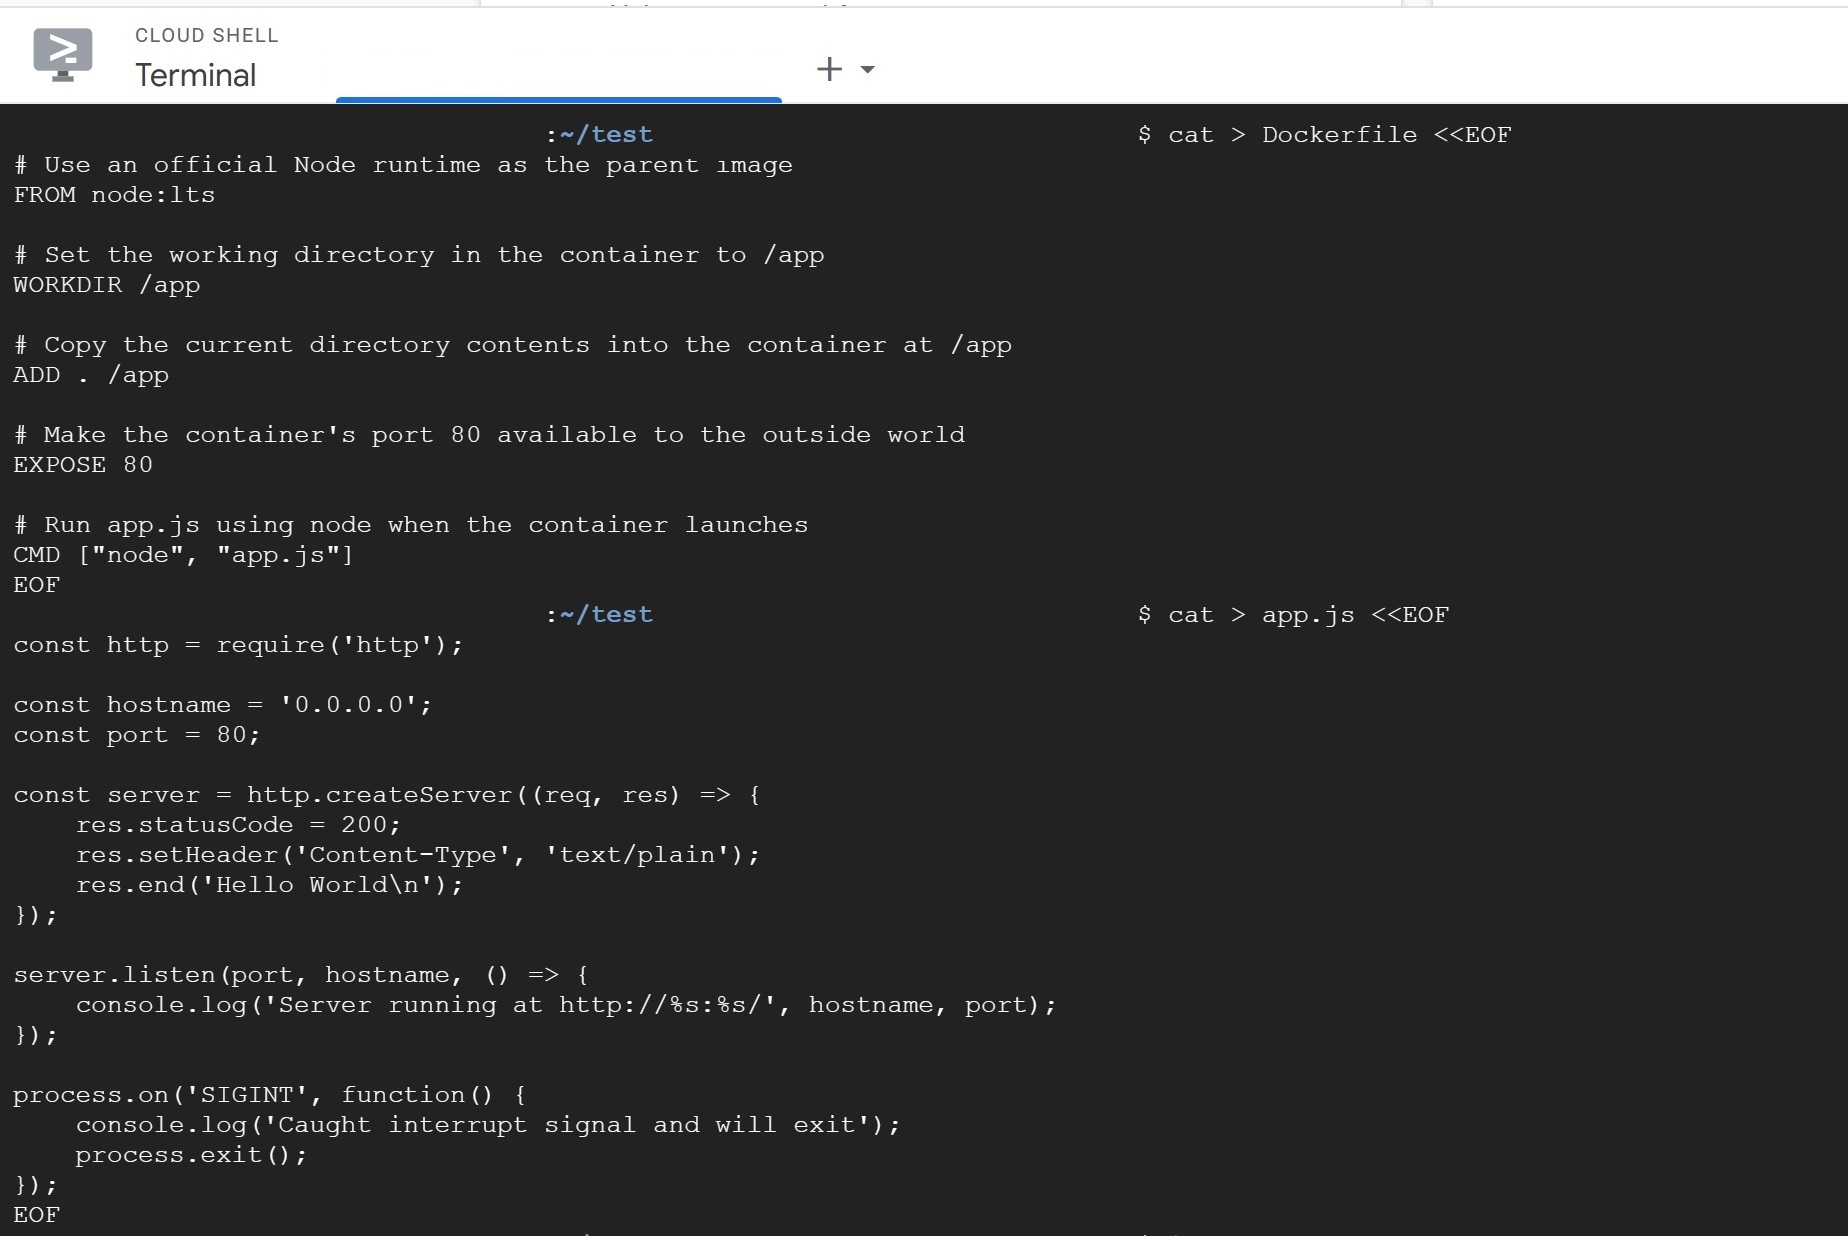 CLOUD SHELL
Terminal
:~/test $ cat > Dockerfile <<EOF
# Use an official Node runtime as the parent image
FROM node:lts
# Set the working directory in the container to /app
WORKDIR /app
# Copy the current directory contents into the container at /app
ADD . /app
# Make the container's port 80 available to the outside world
EXPOSE 80
# Run app.js using node when the container launches
CMD ["node", "app.js"]
EOF
:~/test $ cat > app.js <<EOF
const http = require('http');
const hostname = '0.0.0.0';
const port = 80;
const server = http.createServer((req, res) => {
    res.statusCode = 200;
    res.setHeader('Content-Type', 'text/plain');
    res.end('Hello World\n');
});
server.listen(port, hostname, () => {
    console.log('Server running at http://%s:%s/', hostname, port);
});
process.on('SIGINT', function() {
    console.log('Caught interrupt signal and will exit');
    process.exit();
});
EOF